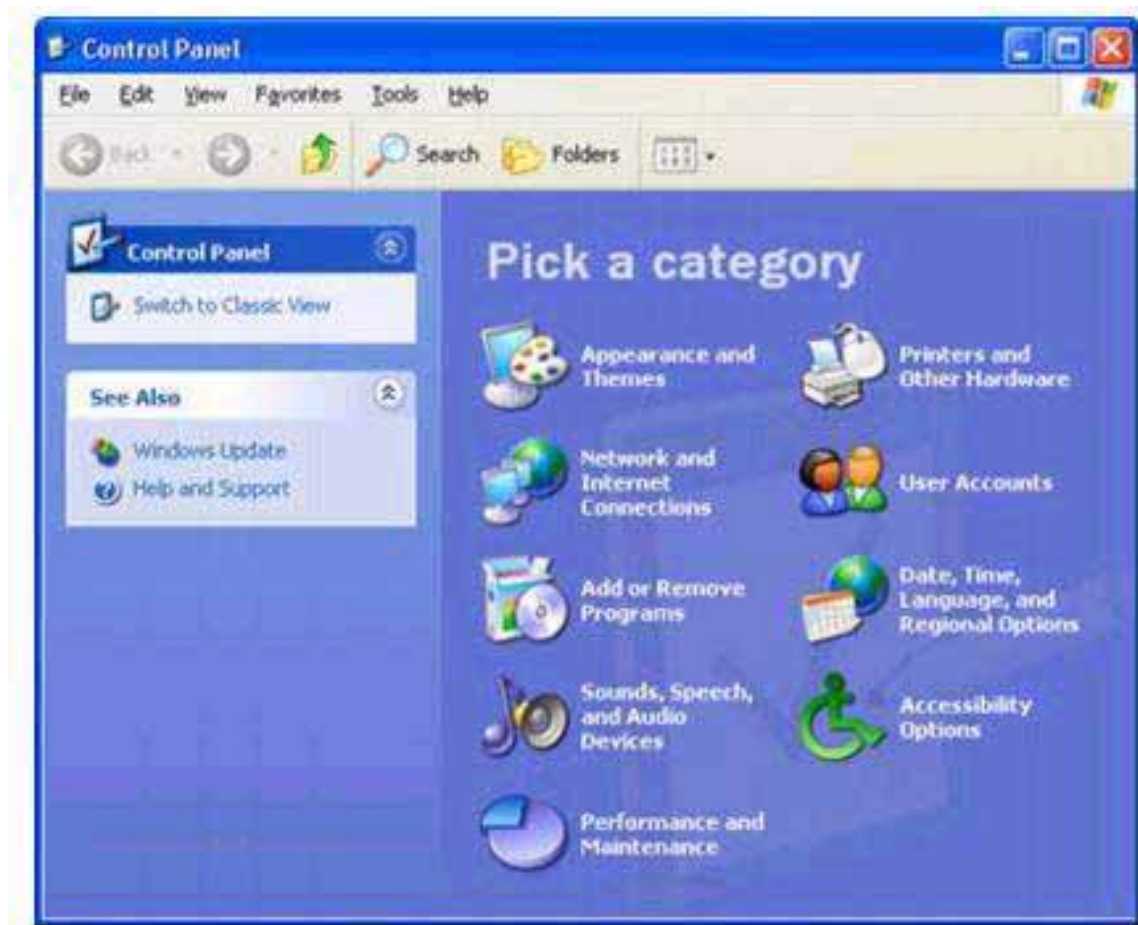 Control Panel
File Edit View Favorites Tools Help
Back Search Folders
Control Panel
Switch to Classic View
See Also
Windows Update
Help and Support
Pick a category
Appearance and
Themes
Printers and
Other Hardware
Network and
Internet
Connections
User Accounts
Add or Remove
Programs
Date, Time,
Language, and
Regional Options
Sounds, Speech,
and Audio
Devices
Accessibility
Options
Performance and
Maintenance